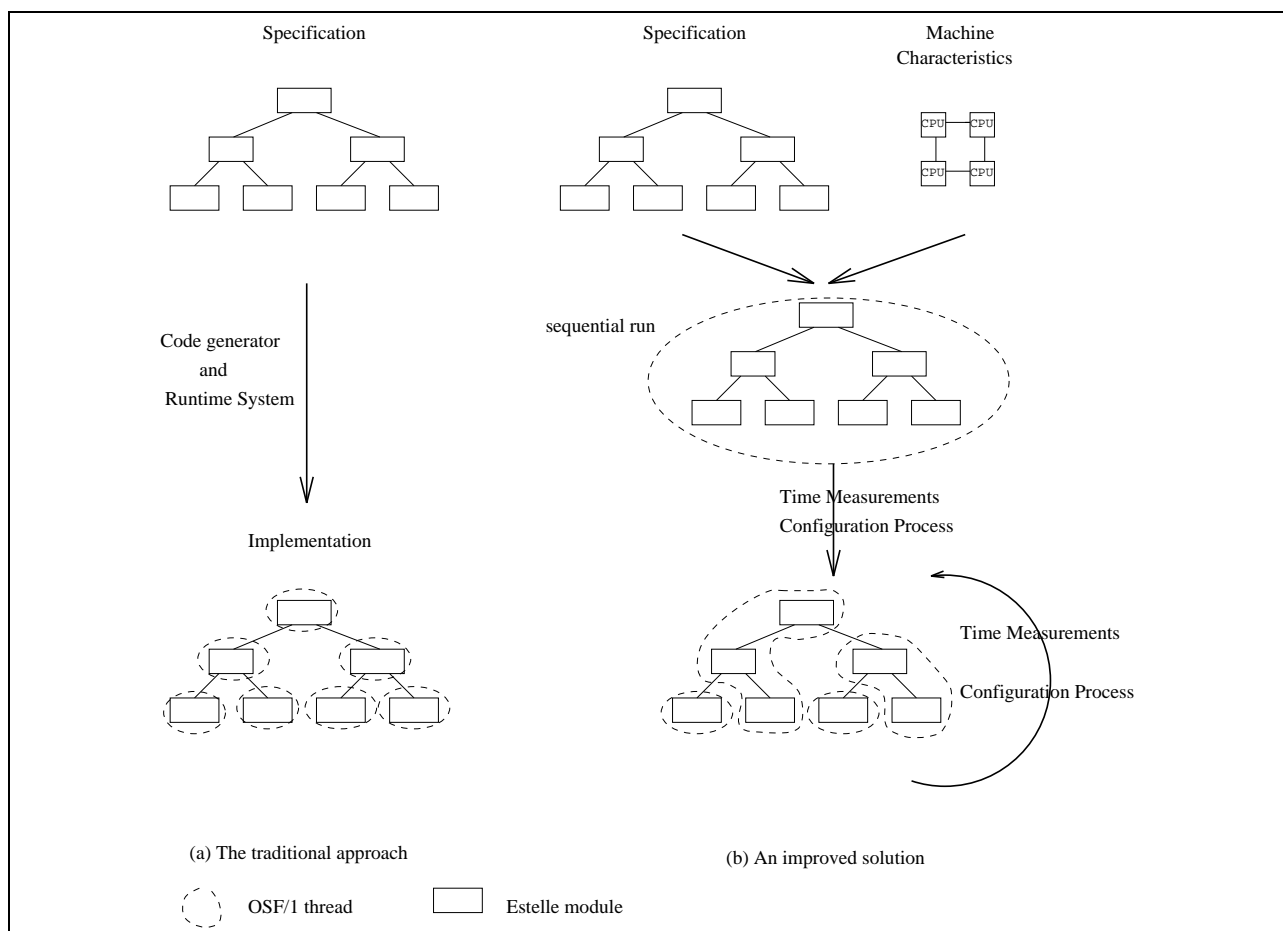 Specification
Specification
Machine
Characteristics
CPU
CPU
CPU
CPU
sequential run
Code generator
and
Runtime System
Time Measurements
Configuration Process
Implementation
Time Measurements
Configuration Process
(a) The traditional approach
(b) An improved solution
OSF/1 thread
Estelle module